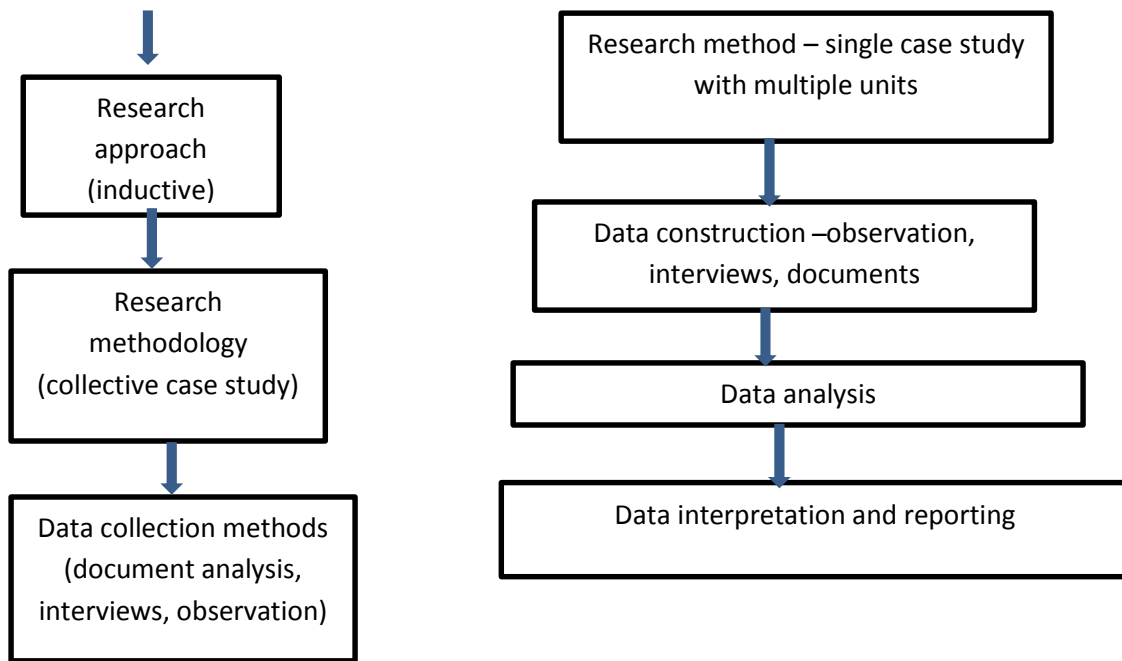 Research
approach
(inductive)
Research
methodology
(collective case study)
Data collection methods
(document analysis,
interviews, observation)
Research method – single case study
with multiple units
Data construction –observation,
interviews, documents
Data analysis
Data interpretation and reporting